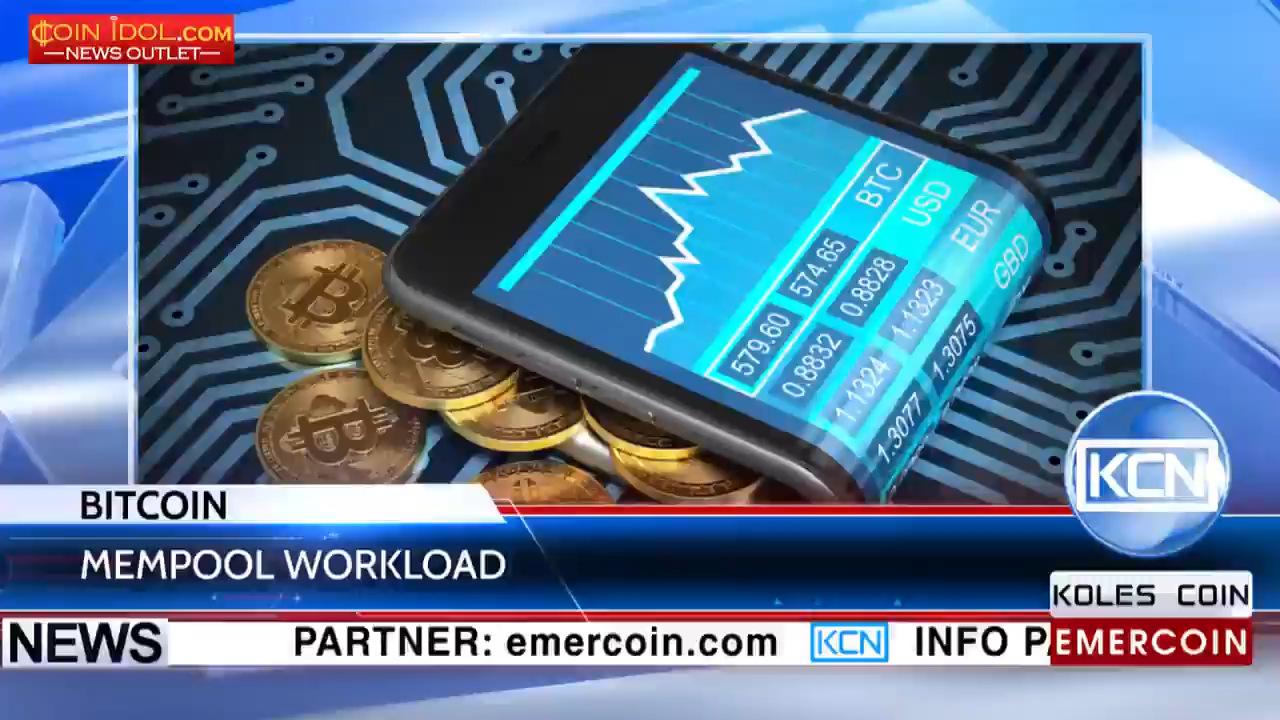 COIN IDOL.COM
NEWS OUTLET
BTC
USD
EUR
GBD
579.60 574.65
0.8832 0.8828
1.1324 1.1323
1.3077 1.3075
KCN
BITCOIN
MEMPOOL WORKLOAD
KOLES COIN
NEWS PARTNER: emercoin.com KCN INFO P
EMERCOIN